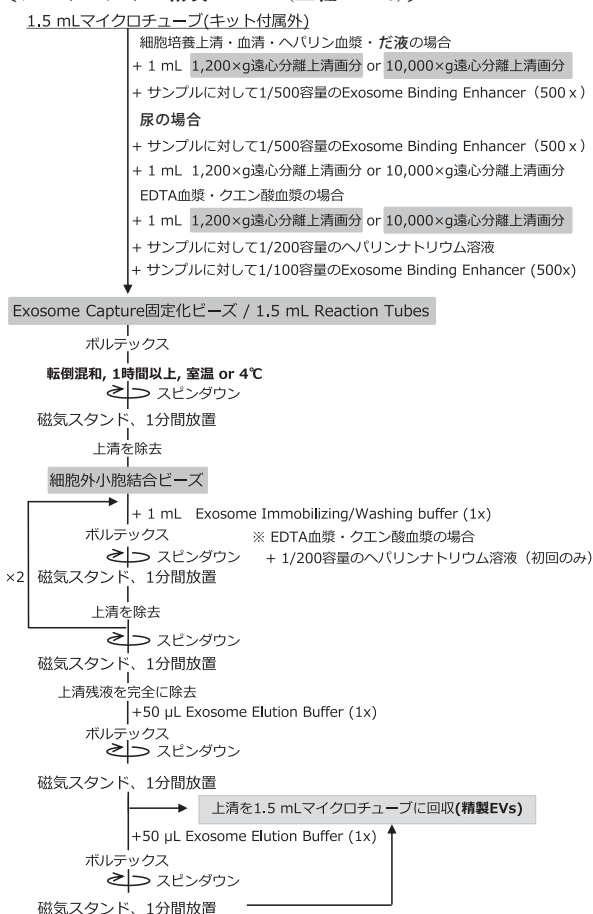 1.5 mLマイクロチューブ(キット付属外)
細胞培養上清・血清・ヘパリン血漿・だ液の場合
+ 1 mL 1,200×g遠心分離上清画分 or 10,000×g遠心分離上清画分
+ サンプルに対して1/500容量のExosome Binding Enhancer（500 x）
尿の場合
+ サンプルに対して1/500容量のExosome Binding Enhancer（500 x）
+ 1 mL 1,200×g遠心分離上清画分 or 10,000×g遠心分離上清画分
EDTA血漿・クエン酸血漿の場合
+ 1 mL 1,200×g遠心分離上清画分 or 10,000×g遠心分離上清画分
+ サンプルに対して1/200容量のヘパリンナトリウム溶液
+ サンプルに対して1/100容量のExosome Binding Enhancer (500x)
Exosome Capture固定化ビーズ / 1.5 mL Reaction Tubes
ボルテックス
転倒混和, 1時間以上, 室温 or 4℃
スピンダウン
磁気スタンド、1分間放置
上清を除去
細胞外小胞結合ビーズ
+ 1 mL Exosome Immobilizing/Washing buffer (1x)
ボルテックス ※ EDTA血漿・クエン酸血漿の場合
スピンダウン + 1/200容量のヘパリンナトリウム溶液（初回のみ）
×2 磁気スタンド、1分間放置
上清を除去
スピンダウン
磁気スタンド、1分間放置
上清残液を完全に除去
+50 µL Exosome Elution Buffer (1x)
ボルテックス
スピンダウン
磁気スタンド、1分間放置
上清を1.5 mLマイクロチューブに回収(精製EVs)
+50 µL Exosome Elution Buffer (1x)
ボルテックス
スピンダウン
磁気スタンド、1分間放置